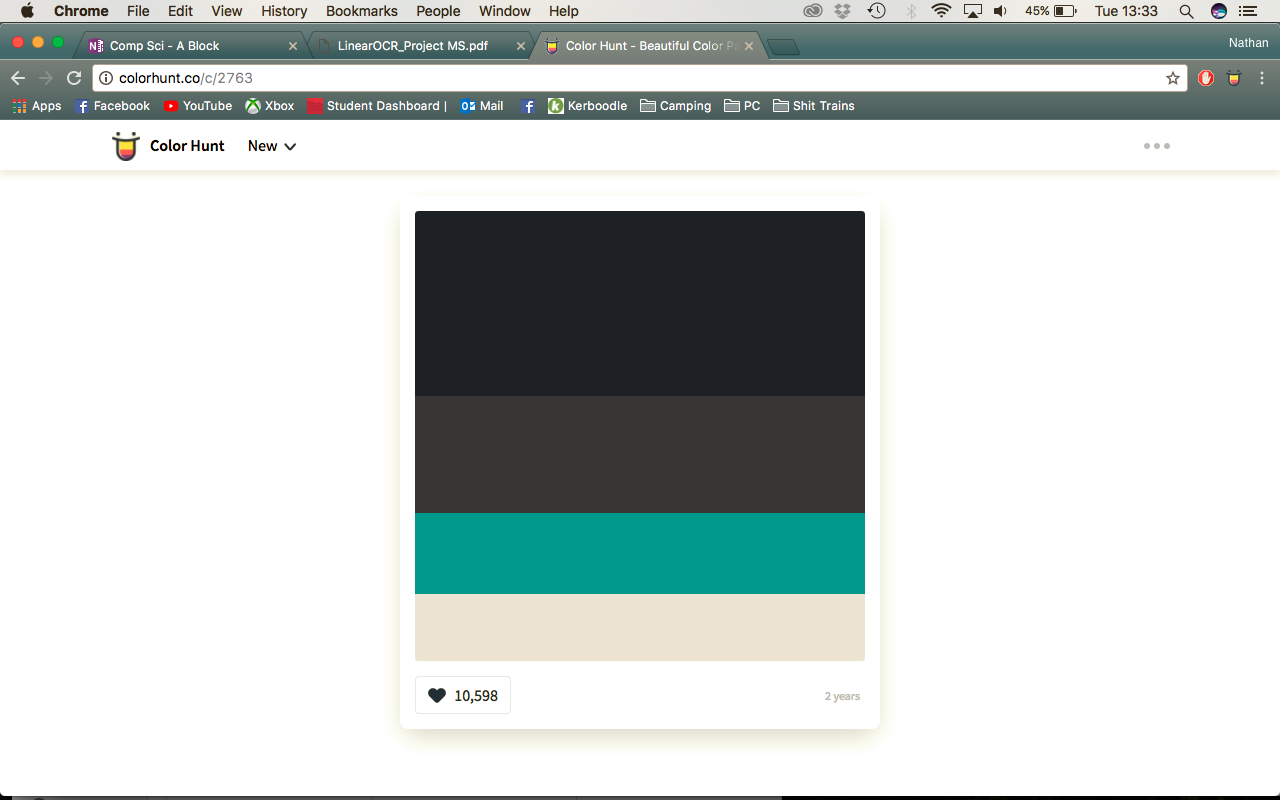 Chrome File Edit View History Bookmarks People Window Help 45% Tue 13:33
Comp Sci - A Block LinearOCR_Project MS.pdf Color Hunt - Beautiful Color Pa Nathan
colorhunt.co/c/2763
Apps Facebook YouTube Xbox Student Dashboard | Mail Kerboodle Camping PC Shit Trains
Color Hunt New
10,598 2 years